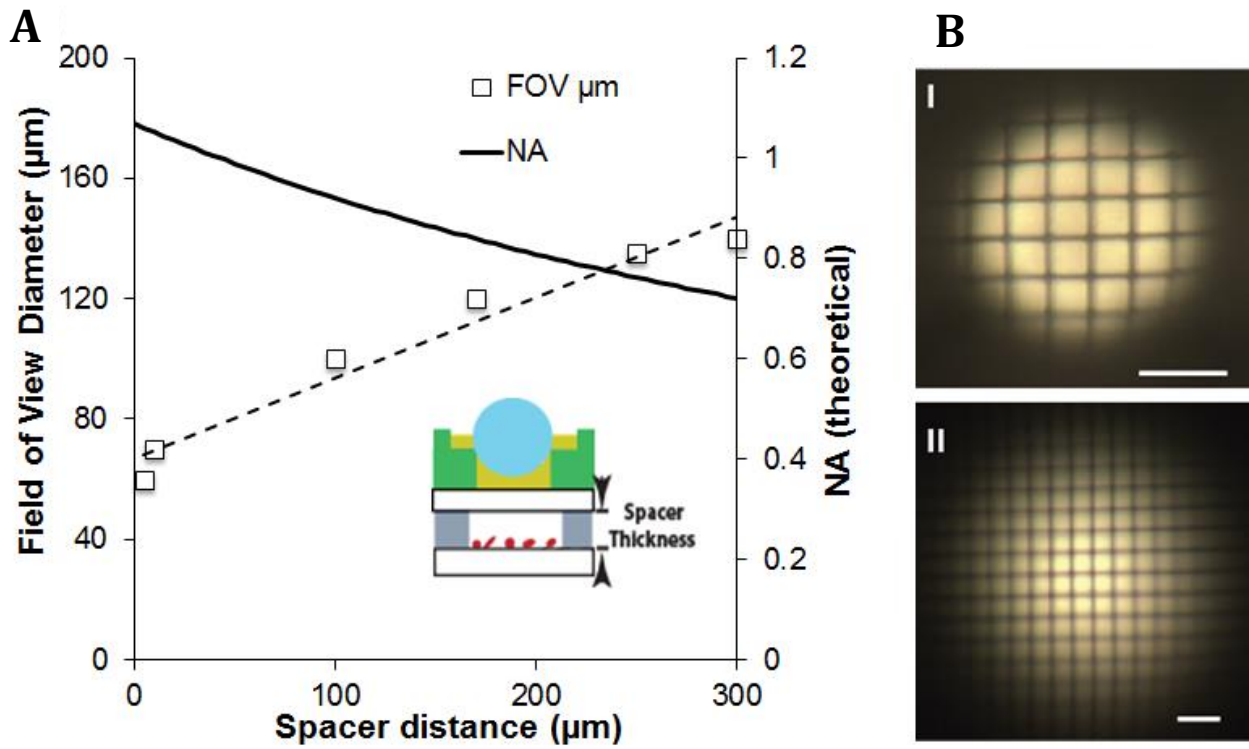 A
B
200
160
120
80
40
0
Field of View Diameter (µm)
FOV µm
NA
1.2
1
0.8
0.6
0.4
0.2
0
NA (theoretical)
Spacer
Thickness
0
100
200
300
Spacer distance (µm)
I
II